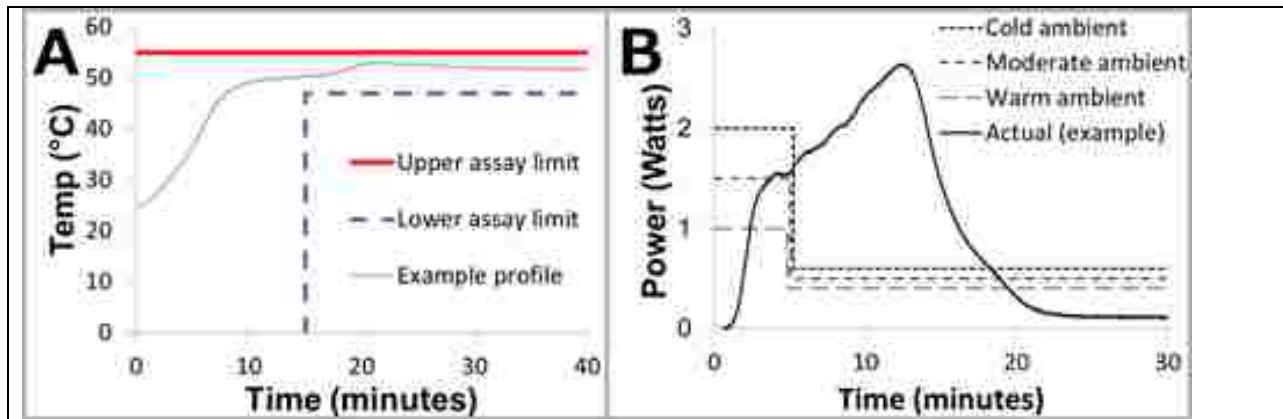 A
Temp (°C)
60
50
40
30
20
10
0
Upper assay limit
Lower assay limit
Example profile
0 10 20 30 40
Time (minutes)
B
Power (Watts)
3
2
1
0
Cold ambient
Moderate ambient
Warm ambient
Actual (example)
0 10 20 30
Time (minutes)